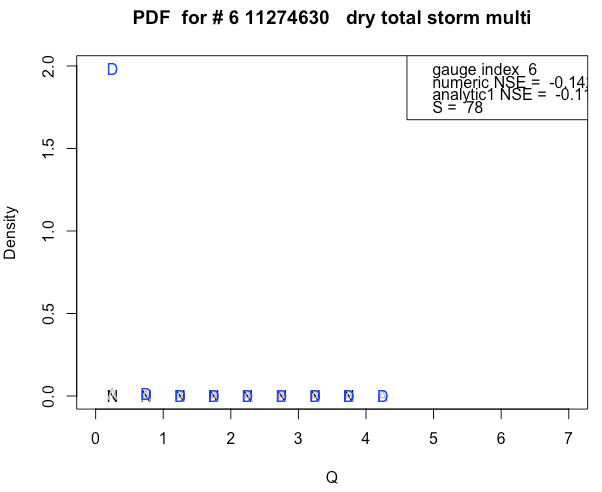 PDF for # 6 11274630 dry total storm multi
gauge index 6
numeric NSE = -0.14
analytic1 NSE = -0.11
S = 78
Density
2.0
1.5
1.0
0.5
0.0
D
N D D D D D D D D
0 1 2 3 4 5 6 7
Q